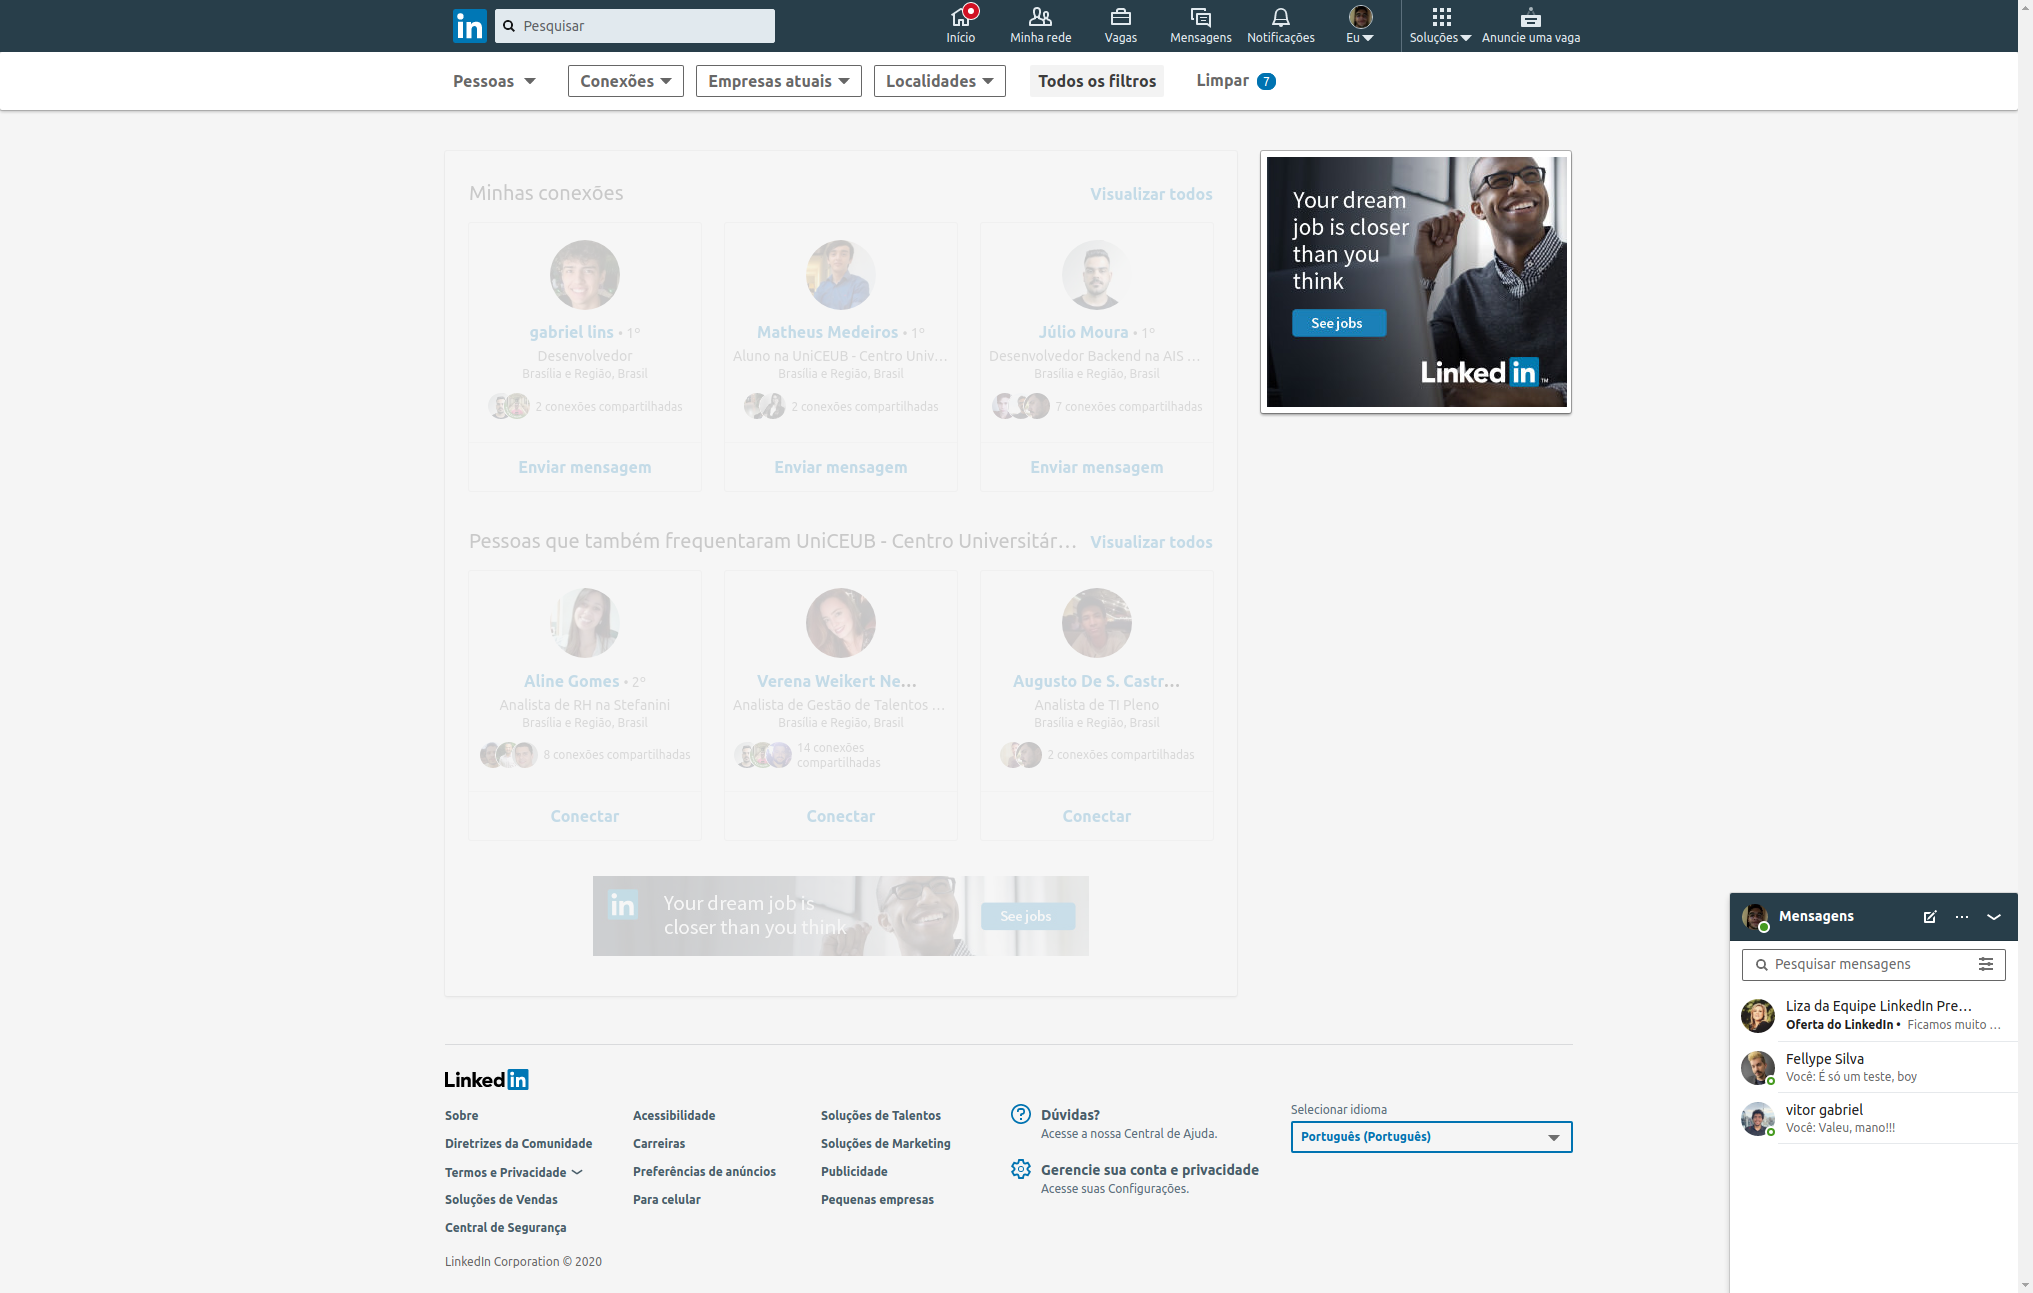 in
Pesquisar
Início
Minha rede
Vagas
Mensagens
Notificações
Eu
Soluções
Anuncie uma vaga
Pessoas
Conexões
Empresas atuais
Localidades
Todos os filtros
Limpar 7
Minhas conexões
Visualizar todos
gabriel lins • 1º
Desenvolvedor
Brasília e Região, Brasil
2 conexões compartilhadas
Enviar mensagem
Matheus Medeiros • 1º
Aluno na UniCEUB - Centro Univ...
Brasília e Região, Brasil
2 conexões compartilhadas
Enviar mensagem
Júlio Moura • 1º
Desenvolvedor Backend na AIS ...
Brasília e Região, Brasil
7 conexões compartilhadas
Enviar mensagem
Your dream
job is closer
than you
think
See jobs
Linked in ™
Pessoas que também frequentaram UniCEUB - Centro Universitár...
Visualizar todos
Aline Gomes • 2º
Analista de RH na Stefanini
Brasília e Região, Brasil
8 conexões compartilhadas
Conectar
Verena Weikert Ne...
Analista de Gestão de Talentos ...
Brasília e Região, Brasil
14 conexões
compartilhadas
Conectar
Augusto De S. Castr...
Analista de TI Pleno
Brasília e Região, Brasil
2 conexões compartilhadas
Conectar
in
Your dream job is
closer than you think
See jobs
Mensagens
Pesquisar mensagens
Liza da Equipe LinkedIn Pre...
Oferta do LinkedIn • Ficamos muito ...
Fellype Silva
Você: É só um teste, boy
vitor gabriel
Você: Valeu, mano!!!
Linked in
Sobre
Diretrizes da Comunidade
Termos e Privacidade
Soluções de Vendas
Central de Segurança
Acessibilidade
Carreiras
Preferências de anúncios
Para celular
Soluções de Talentos
Soluções de Marketing
Publicidade
Pequenas empresas
Dúvidas?
Acesse a nossa Central de Ajuda.
Gerencie sua conta e privacidade
Acesse suas Configurações.
Selecionar idioma
Português (Português)
LinkedIn Corporation © 2020